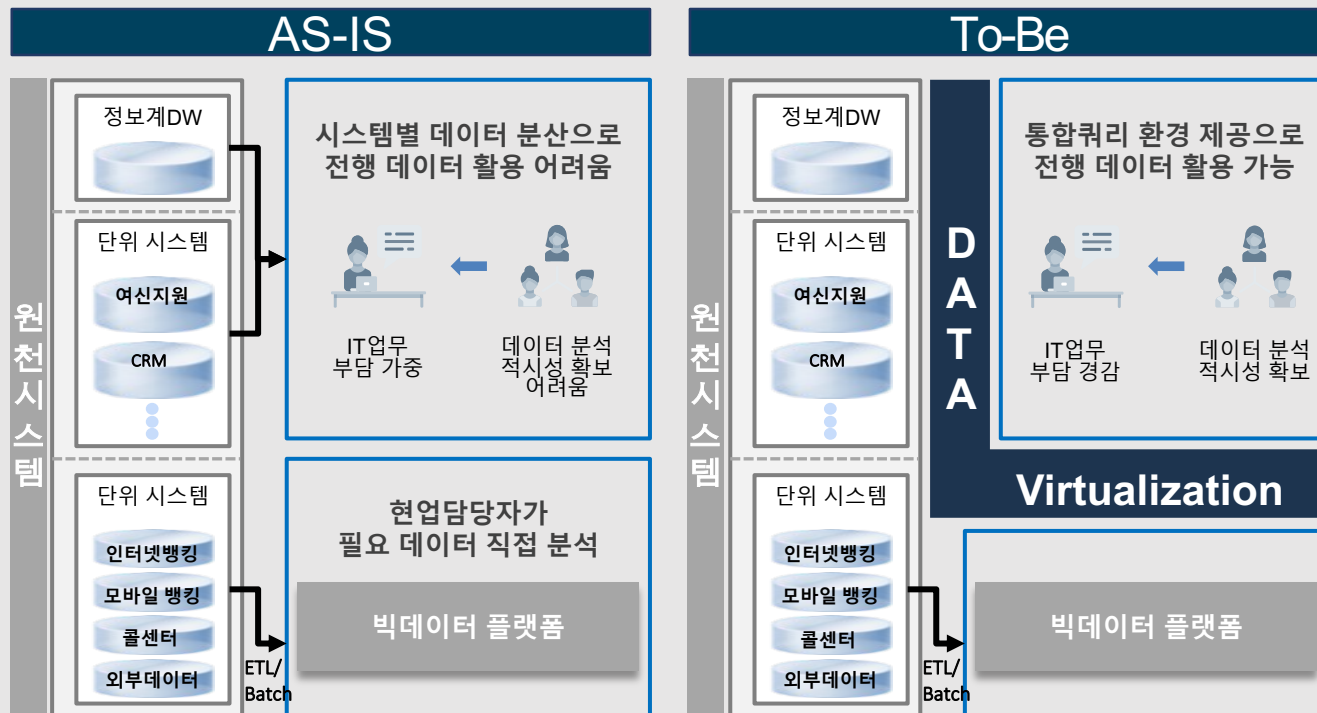 AS-IS
원천시스템
정보계DW
단위 시스템
여신지원
CRM
단위 시스템
인터넷뱅킹
모바일 뱅킹
콜센터
외부데이터
ETL/
Batch
시스템별 데이터 분산으로
전행 데이터 활용 어려움
IT업무
부담 가중
데이터 분석
적시성 확보
어려움
현업담당자가
필요 데이터 직접 분석
빅데이터 플랫폼
To-Be
원천시스템
정보계DW
단위 시스템
여신지원
CRM
단위 시스템
인터넷뱅킹
모바일 뱅킹
콜센터
외부데이터
ETL/
Batch
DATA
Virtualization
통합쿼리 환경 제공으로
전행 데이터 활용 가능
IT업무
부담 경감
데이터 분석
적시성 확보
빅데이터 플랫폼